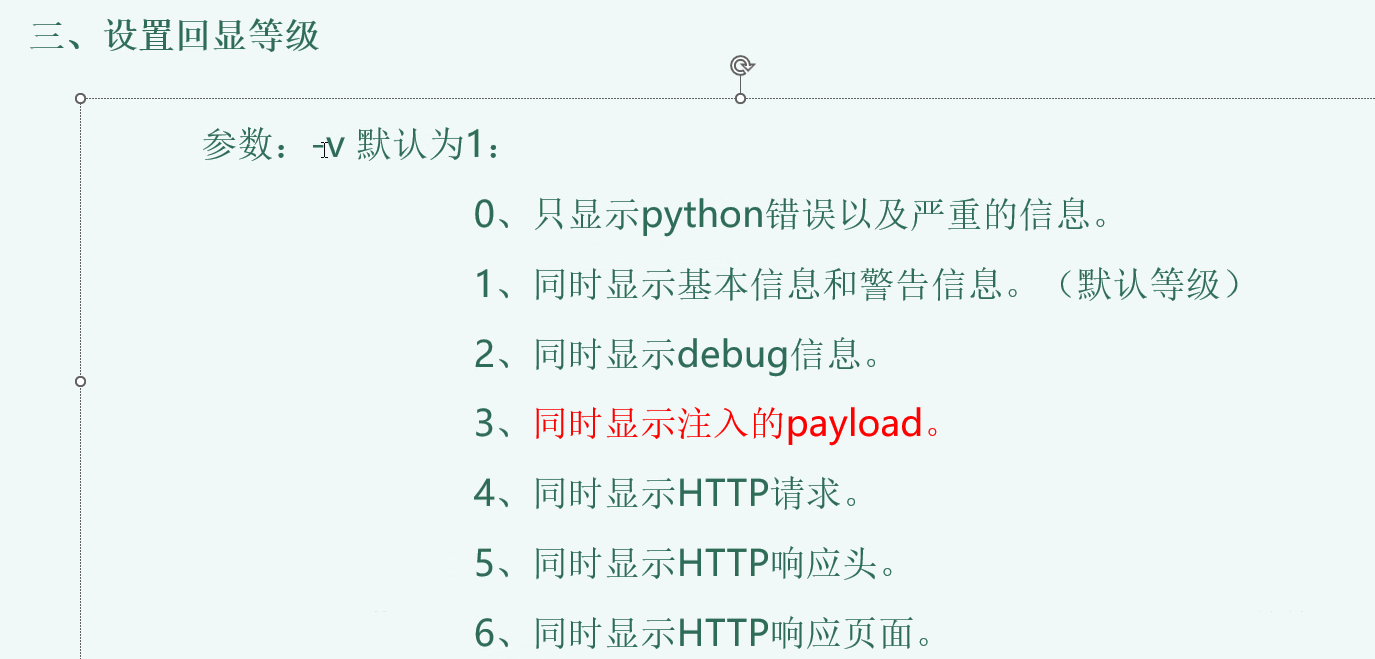 三、设置回显等级
参数：-v 默认为1：
0、只显示python错误以及严重的信息。
1、同时显示基本信息和警告信息。（默认等级）
2、同时显示debug信息。
3、同时显示注入的payload。
4、同时显示HTTP请求。
5、同时显示HTTP响应头。
6、同时显示HTTP响应页面。